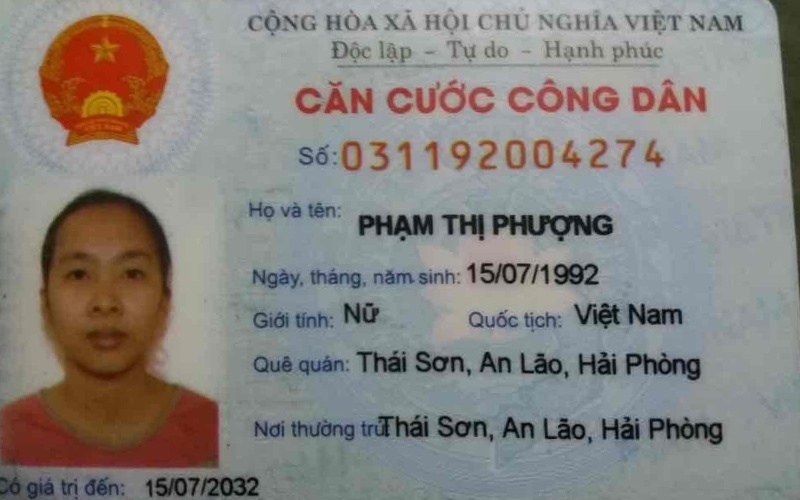 CỘNG HÒA XÃ HỘI CHỦ NGHĨA VIỆT NAM
Độc lập - Tự do - Hạnh phúc
CĂN CƯỚC CÔNG DÂN
Số: 031192004274
Họ và tên: PHẠM THỊ PHƯỢNG
Ngày, tháng, năm sinh: 15/07/1992
Giới tính: Nữ Quốc tịch: Việt Nam
Quê quán: Thái Sơn, An Lão, Hải Phòng
Nơi thường trú: Thái Sơn, An Lão, Hải Phòng
Có giá trị đến: 15/07/2032